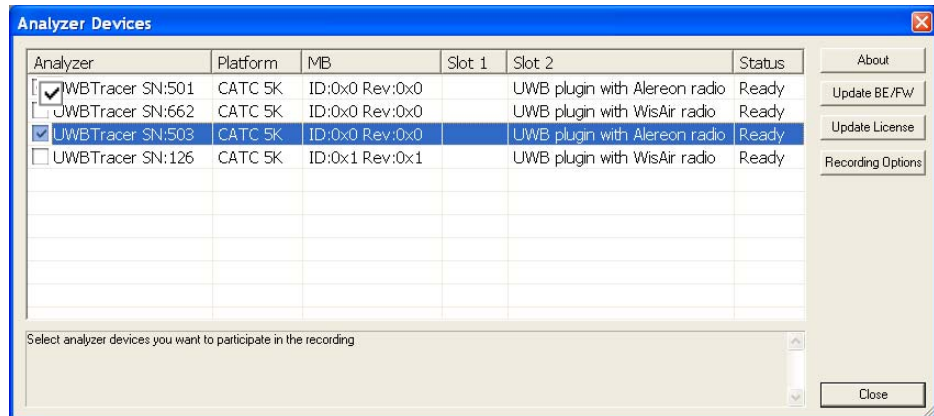 Analyzer Devices
Analyzer Platform MB Slot 1 Slot 2 Status
UWBTracer SN:501 CATC 5K ID:0x0 Rev:0x0 UWB plugin with Alereon radio Ready
UWBTracer SN:662 CATC 5K ID:0x0 Rev:0x0 UWB plugin with WisAir radio Ready
UWBTracer SN:503 CATC 5K ID:0x0 Rev:0x0 UWB plugin with Alereon radio Ready
UWBTracer SN:126 CATC 5K ID:0x1 Rev:0x1 UWB plugin with WisAir radio Ready
About
Update BE/FW
Update License
Recording Options
Select analyzer devices you want to participate in the recording
Close